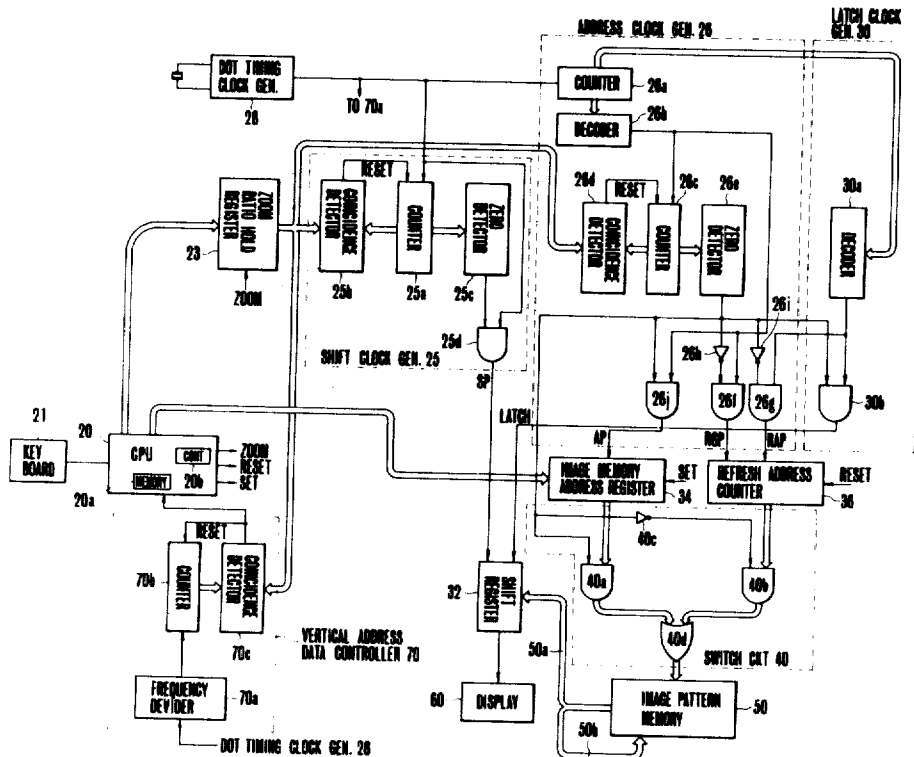 ADDRESS CLOCK GEN. 26
LATCH CLOCK
GEN. 30
DOT TIMING
CLOCK GEN.
26
TO 70a
COUNTER
26a
DECODER
26b
ZOOM
RATIO HOLD
REGISTER
23
ZOOM
RESET
COINCIDENCE
DETECTOR
25b
COUNTER
25a
ZERO
DETECTOR
25c
25d
SHIFT CLOCK GEN. 25
SP
26d
RESET
COINCIDENCE
DETECTOR
26c
COUNTER
26e
ZERO
DETECTOR
30a
DECODER
26h
26i
26j
26f
26g
30b
LATCH
AP
RGP
RAP
21
KEY
BOARD
20
CPU
CONT
20b
MEMORY
20a
ZOOM
RESET
SET
IMAGE MEMORY
ADDRESS REGISTER
SET
34
REFRESH ADDRESS
COUNTER
RESET
36
40c
40a
40b
40d
SWITCH CKT 40
RESET
70b
COUNTER
COINCIDENCE
DETECTOR
70c
VERTICAL ADDRESS
DATA CONTROLLER 70
32
SHIFT
REGISTER
50a
FREQUENCY
DEVIDER
70a
60
DISPLAY
IMAGE PATTERN
MEMORY
50
50b
DOT TIMING CLOCK GEN. 26